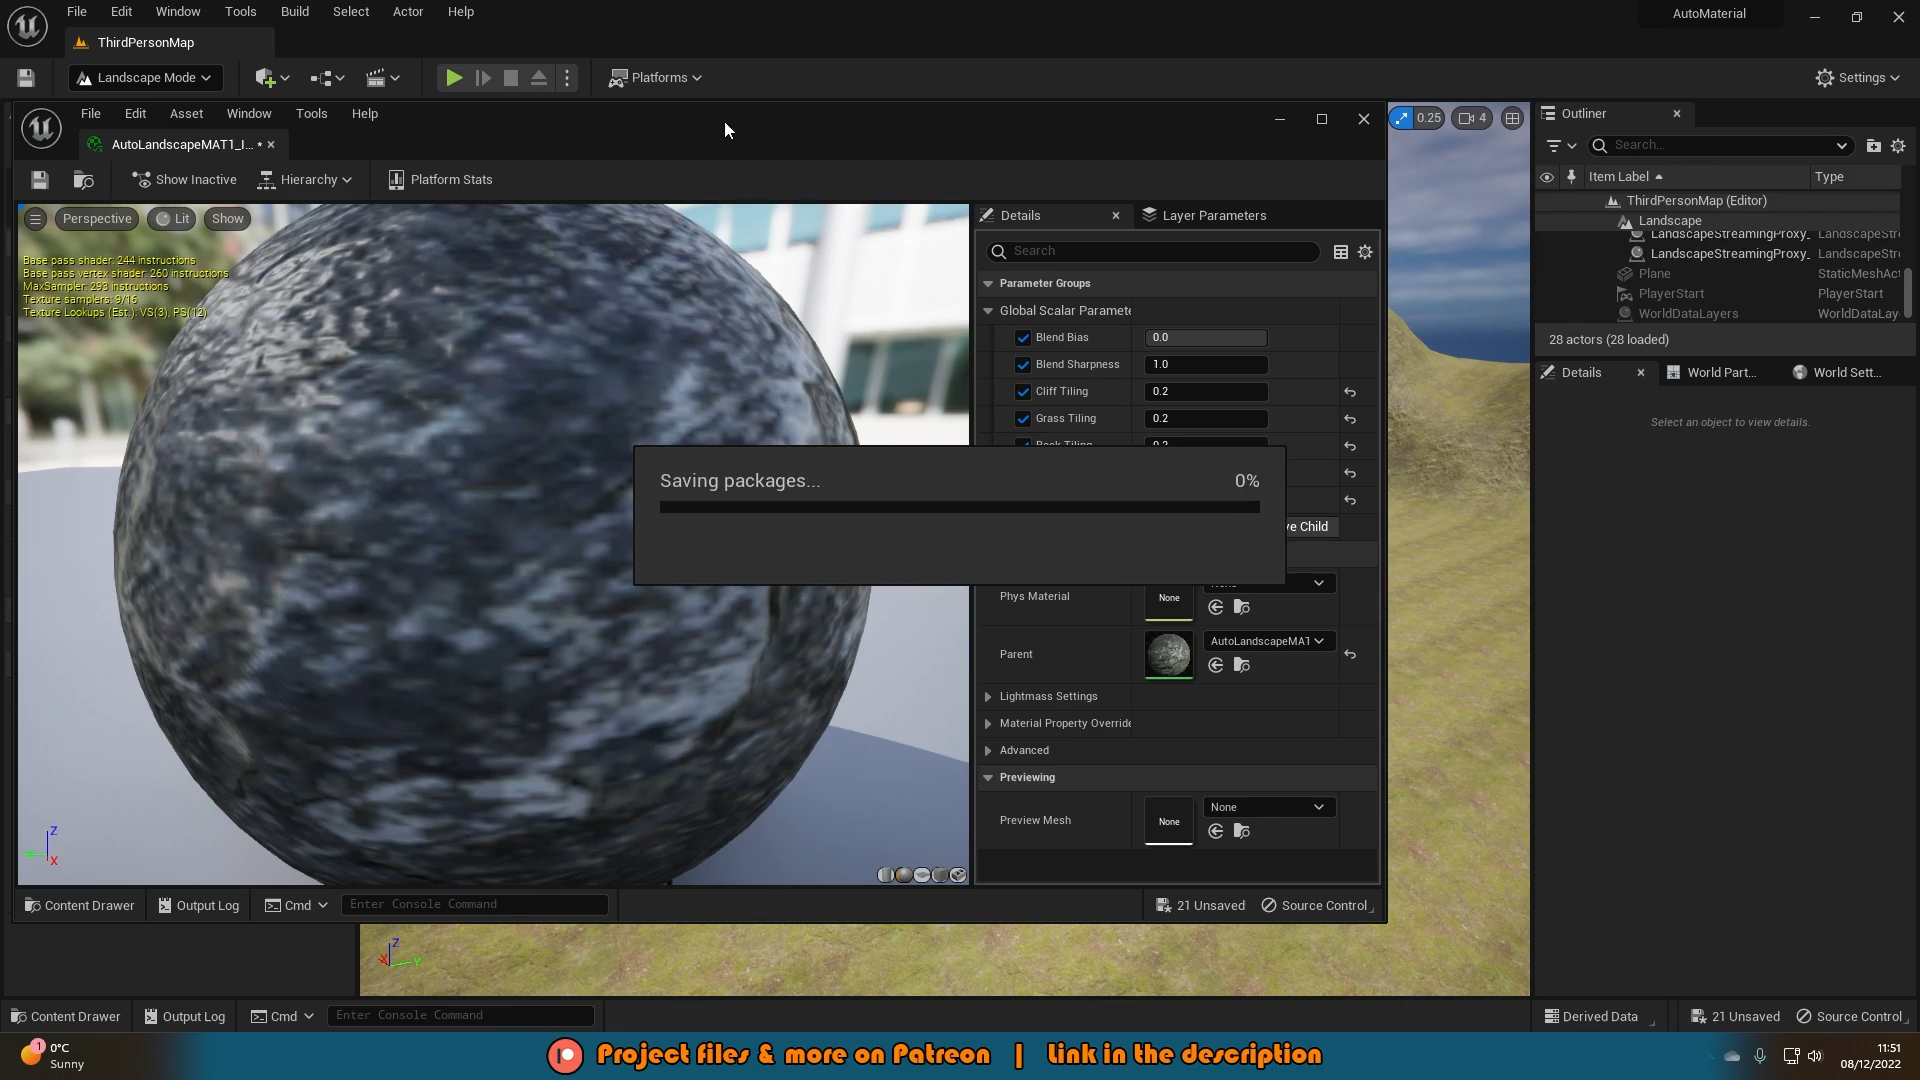 File Edit Window Tools Build Select Actor Help
AutoMaterial
ThirdPersonMap
Landscape Mode
Platforms
Settings
File Edit Asset Window Tools Help
AutoLandscapeMAT1_I... •
Show Inactive
Hierarchy
Platform Stats
0.25
4
Outliner
Search...
Item Label
Type
ThirdPersonMap (Editor)
Landscape
LandscapeStreamingProxy_ LandscapeStre
LandscapeStreamingProxy_ LandscapeStre
Plane StaticMeshAct
PlayerStart PlayerStart
WorldDataLayers WorldDataLay
28 actors (28 loaded)
Details
World Part...
World Sett...
Select an object to view details.
Perspective
Lit
Show
Base pass shader: 244 instructions
Base pass vertex shader: 260 instructions
MaxSampler: 293 instructions
Texture samplers: 9/16
Texture Lookups (Est.): VS(3), PS(12)
Details
Layer Parameters
Search
Parameter Groups
Global Scalar Paramete
Blend Bias 0.0
Blend Sharpness 1.0
Cliff Tiling 0.2
Grass Tiling 0.2
Saving packages... 0%
ve Child
Phys Material
None
Parent
AutoLandscapeMAT
Lightmass Settings
Material Property Override
Advanced
Previewing
Preview Mesh
None
None
Z
X
Content Drawer
Output Log
Cmd
Enter Console Command
21 Unsaved
Source Control
Z
X
Y
Content Drawer
Output Log
Cmd
Enter Console Command
Derived Data
21 Unsaved
Source Control
1
0°C
Sunny
Project files & more on Patreon | Link in the description
11:51
08/12/2022